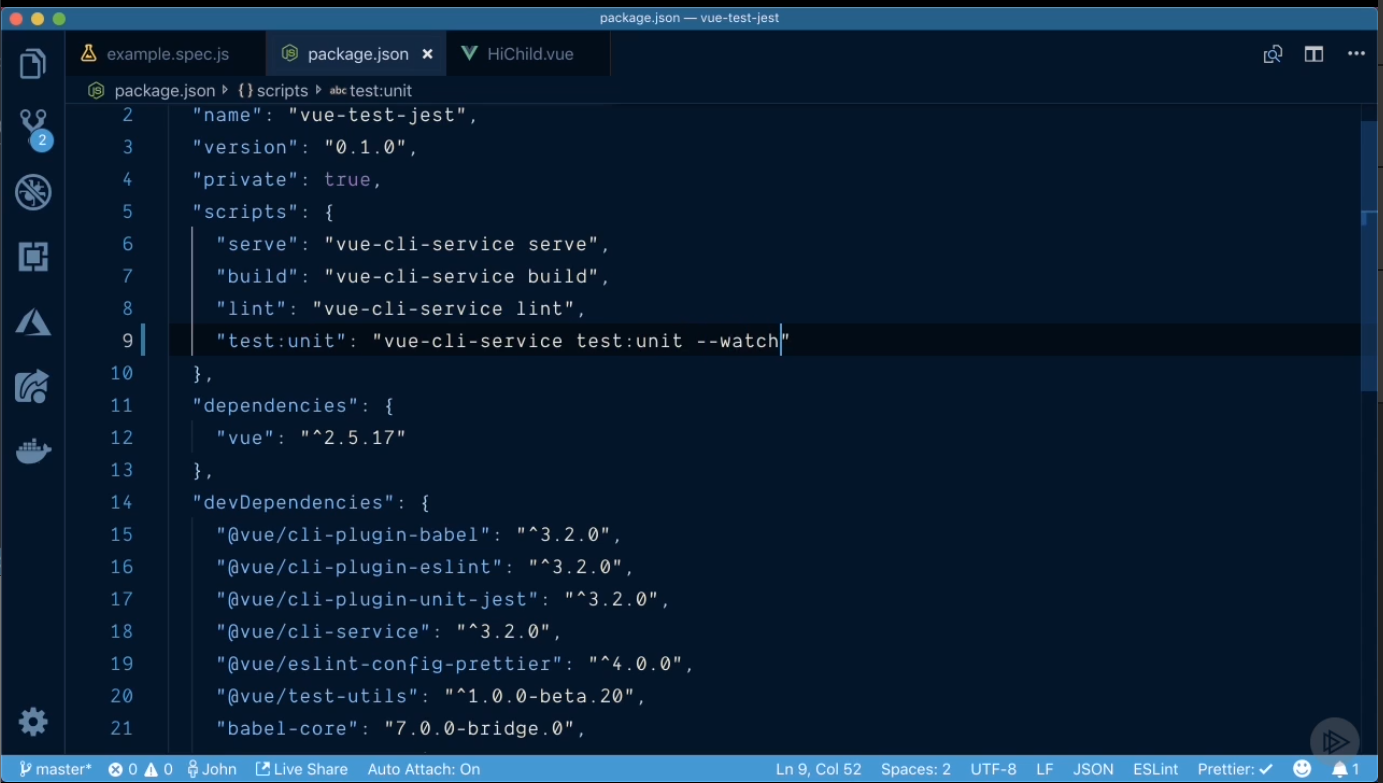 package.json — vue-test-jest
example.spec.js
package.json
HiChild.vue
package.json
{} scripts
abc test:unit
2
2 "name": "vue-test-jest",
3 "version": "0.1.0",
4 "private": true,
5 "scripts": {
6 "serve": "vue-cli-service serve",
7 "build": "vue-cli-service build",
8 "lint": "vue-cli-service lint",
9 "test:unit": "vue-cli-service test:unit --watch"
10 },
11 "dependencies": {
12 "vue": "^2.5.17"
13 },
14 "devDependencies": {
15 "@vue/cli-plugin-babel": "^3.2.0",
16 "@vue/cli-plugin-eslint": "^3.2.0",
17 "@vue/cli-plugin-unit-jest": "^3.2.0",
18 "@vue/cli-service": "^3.2.0",
19 "@vue/eslint-config-prettier": "^4.0.0",
20 "@vue/test-utils": "^1.0.0-beta.20",
21 "babel-core": "7.0.0-bridge.0",
master* 0 0 John Live Share Auto Attach: On Ln 9, Col 52 Spaces: 2 UTF-8 LF JSON ESLint Prettier: ✓ 1